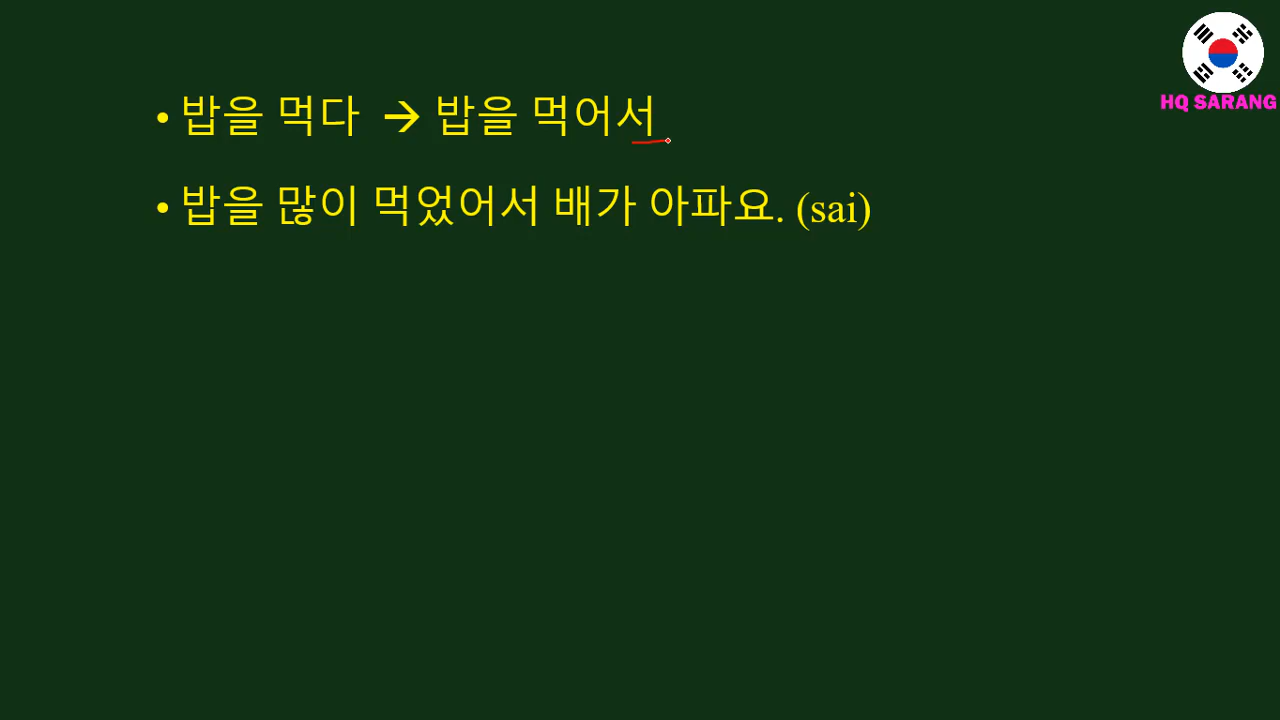 HQ SARANG
• 밥을 먹다 → 밥을 먹어서
• 밥을 많이 먹었어서 배가 아파요. (sai)